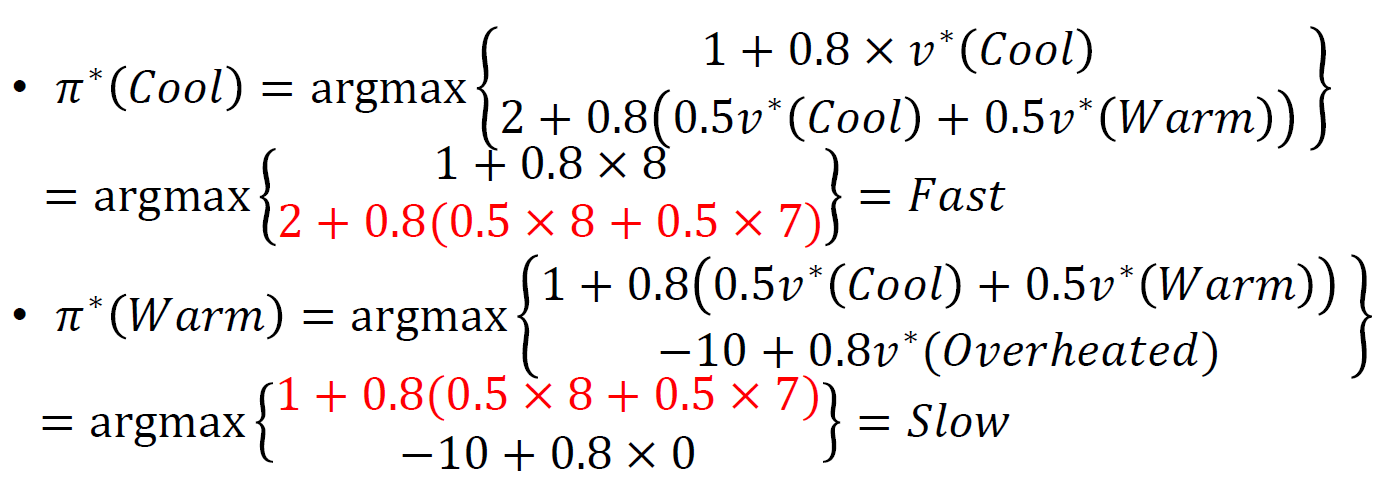 • π*(Cool) = argmax { 1 + 0.8 × v*(Cool)
2 + 0.8(0.5v*(Cool) + 0.5v*(Warm)) }
= argmax { 1 + 0.8 × 8
2 + 0.8(0.5 × 8 + 0.5 × 7) } = Fast
• π*(Warm) = argmax { 1 + 0.8(0.5v*(Cool) + 0.5v*(Warm))
−10 + 0.8v*(Overheated) }
= argmax { 1 + 0.8(0.5 × 8 + 0.5 × 7)
−10 + 0.8 × 0 } = Slow